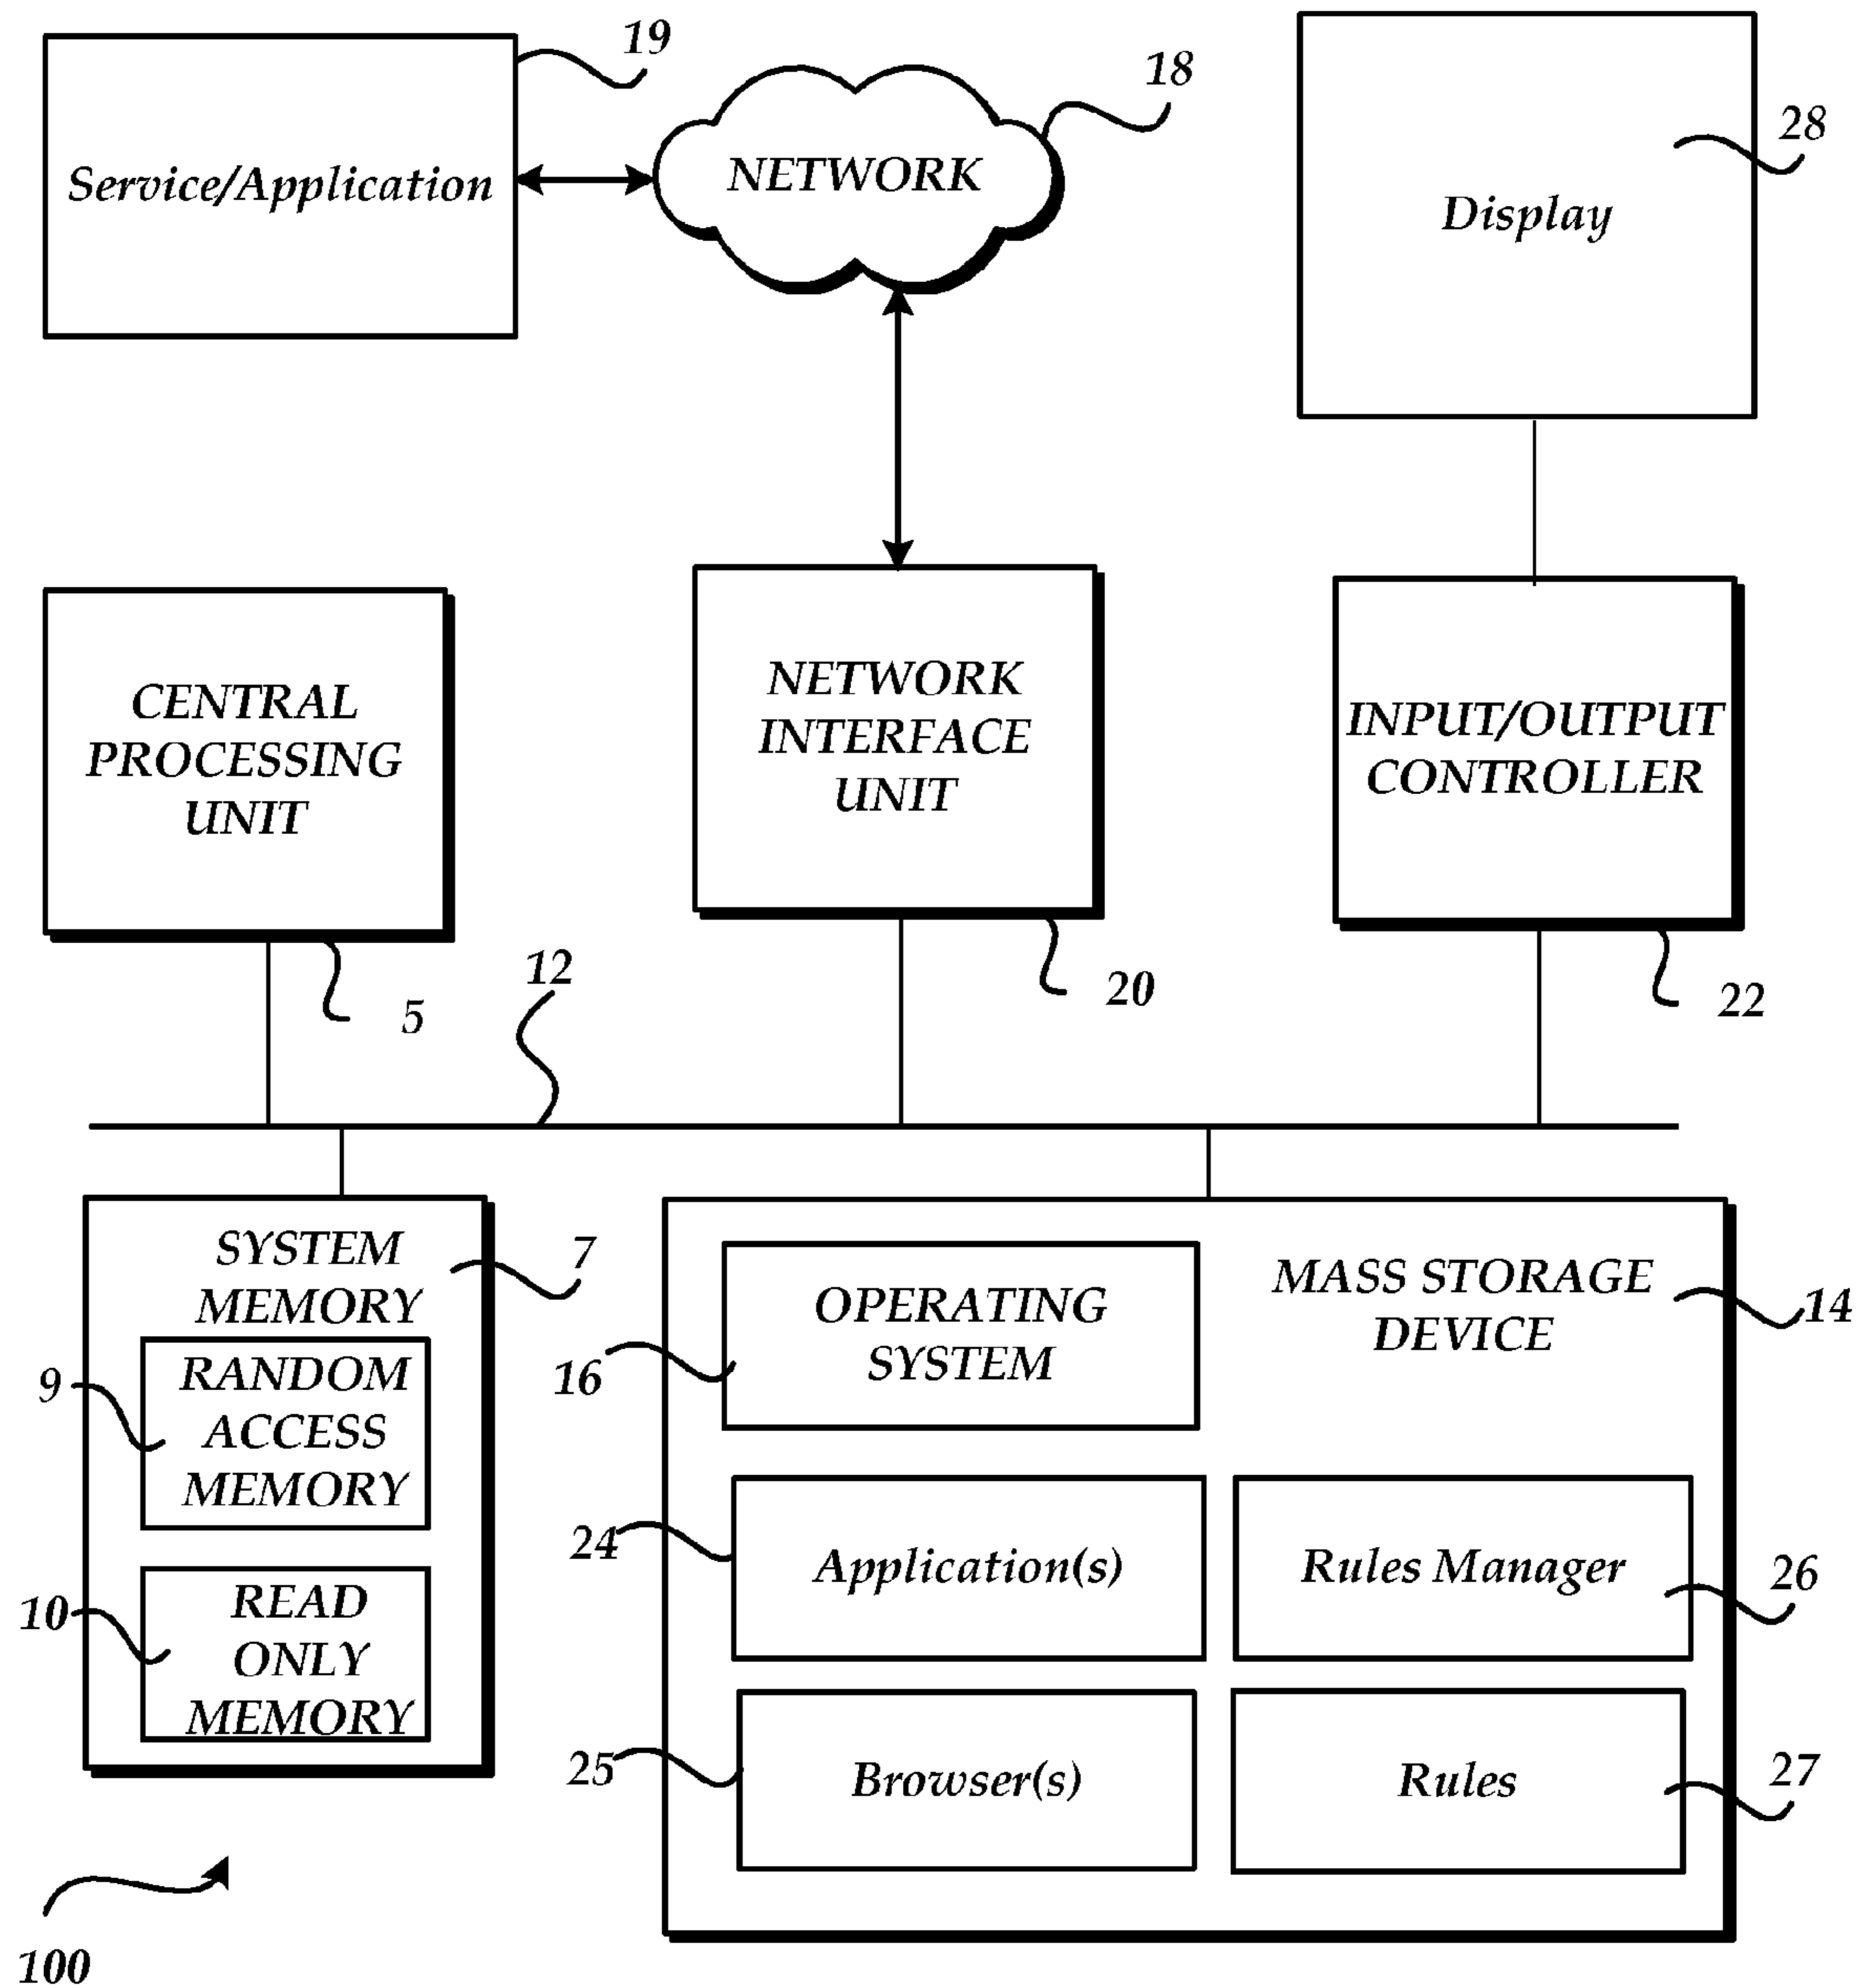 19
18
28
Service/Application
NETWORK
Display
CENTRAL
PROCESSING
UNIT
NETWORK
INTERFACE
UNIT
INPUT/OUTPUT
CONTROLLER
12
5
20
22
SYSTEM
MEMORY
7
RANDOM
ACCESS
MEMORY
9
READ
ONLY
MEMORY
10
MASS STORAGE
DEVICE
14
OPERATING
SYSTEM
16
24
Application(s)
Rules Manager
26
25
Browser(s)
Rules
27
100